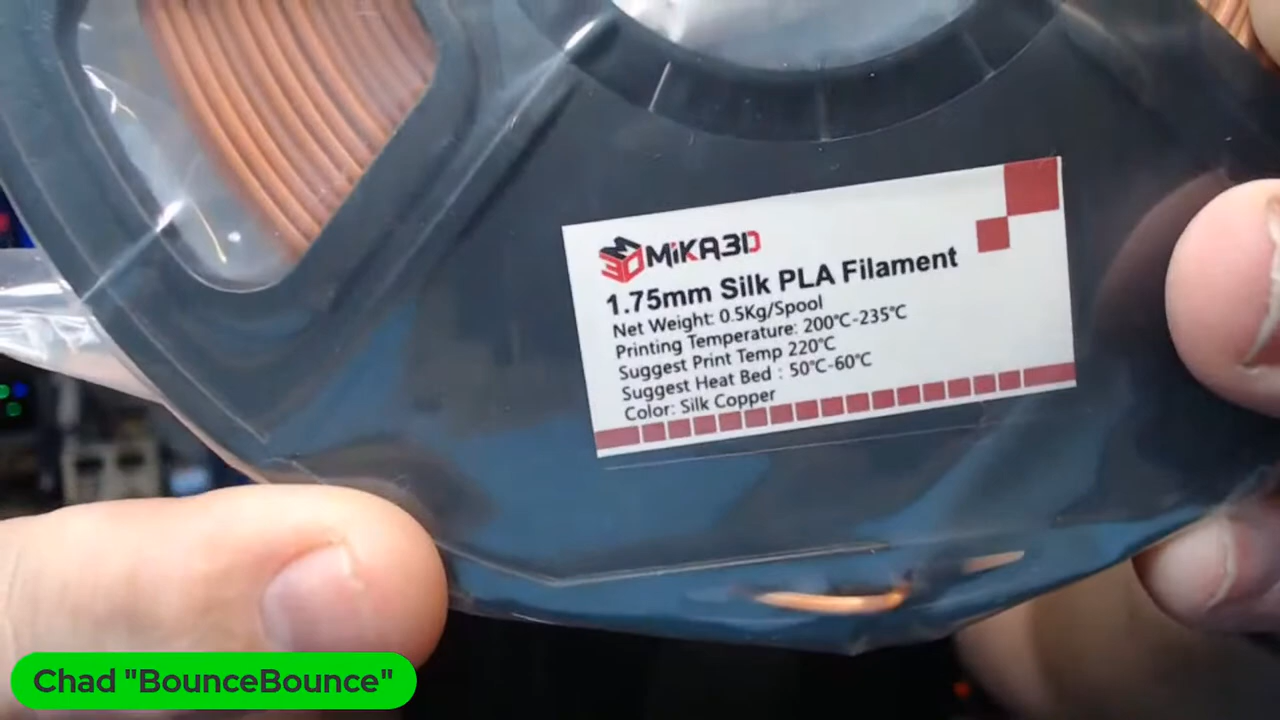 MiKA3D
1.75mm Silk PLA Filament
Net Weight: 0.5Kg/Spool
Printing Temperature: 200℃-235℃
Suggest Print Temp 220℃
Suggest Heat Bed : 50℃-60℃
Color: Silk Copper
Chad "BounceBounce"